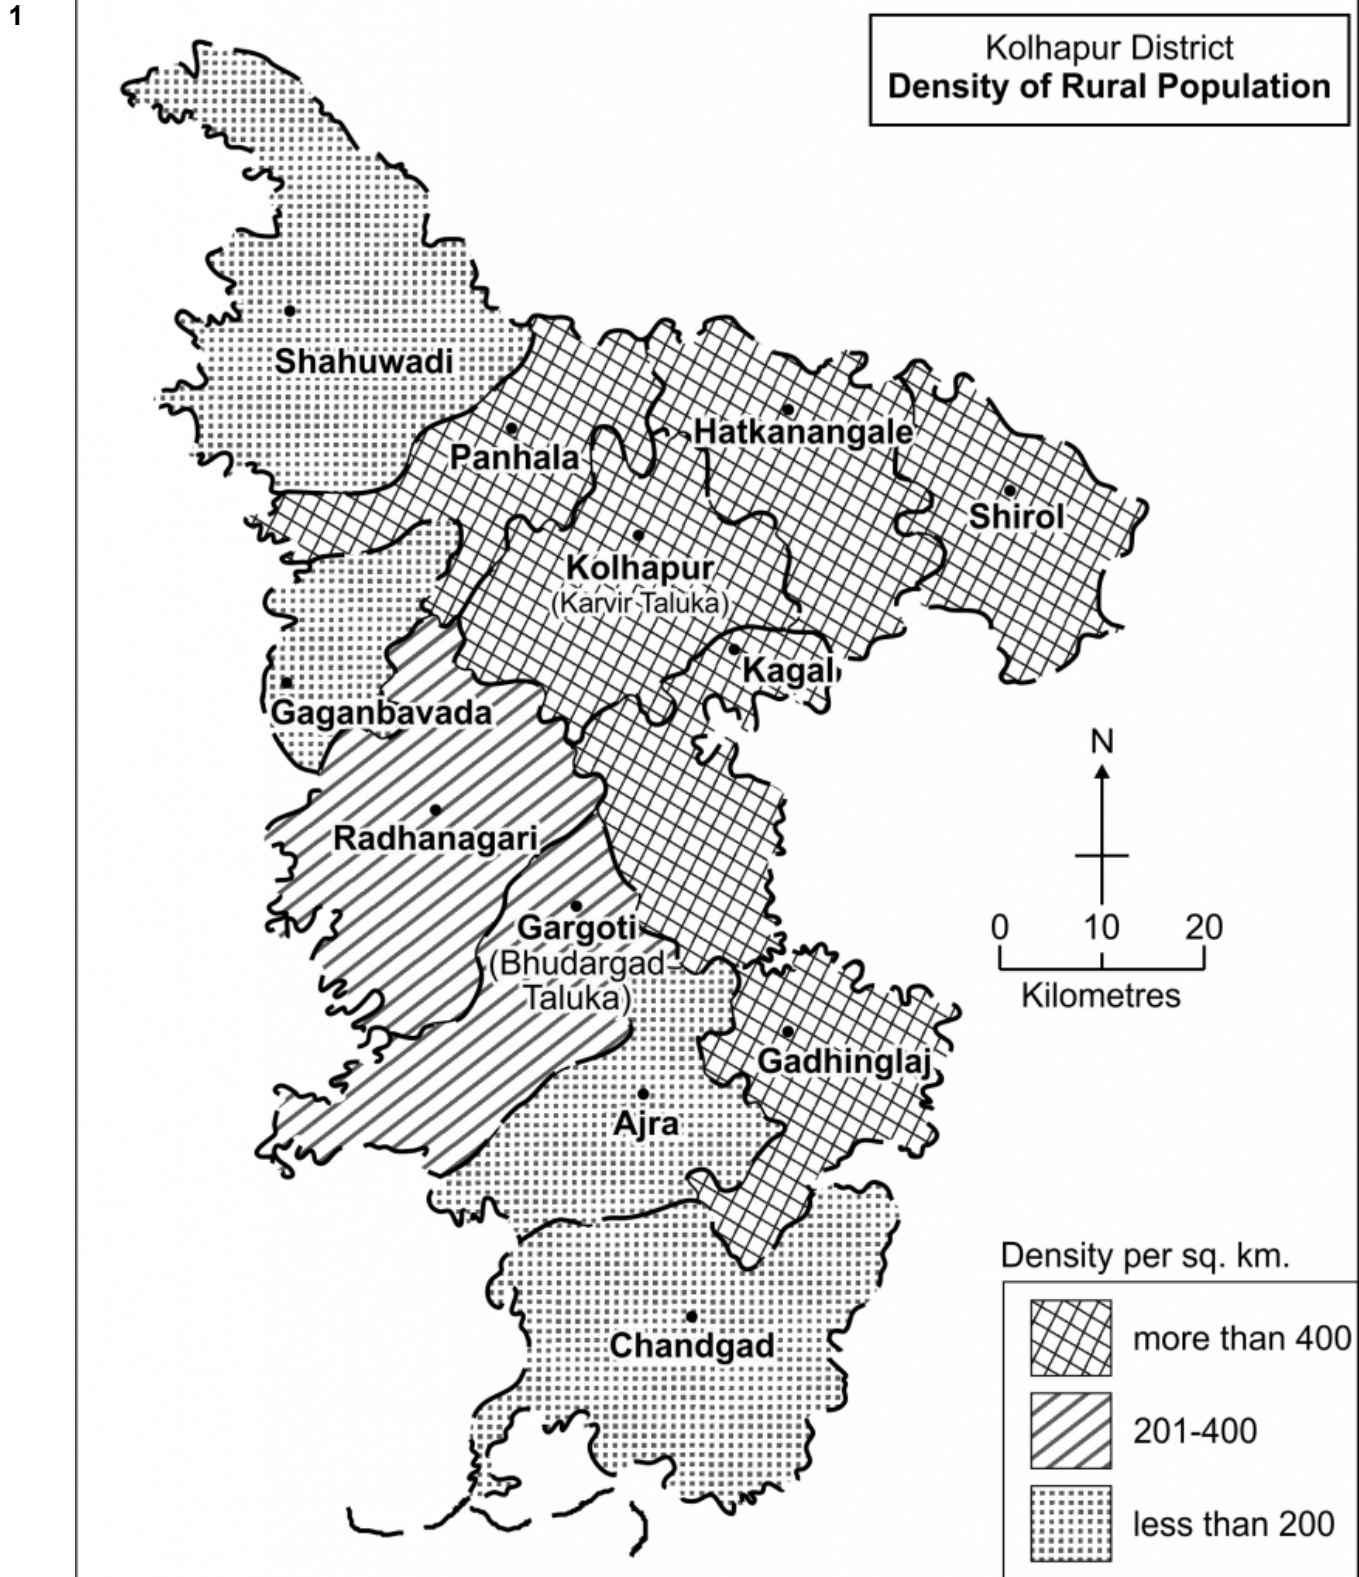 1
Kolhapur District
Density of Rural Population
Shahuwadi
Panhala
Hatkanangale
Shirol
Kolhapur
(Karvir Taluka)
Kagal
Gaganbavada
N
Radhanagari
Gargoti
(Bhudargad
Taluka)
0 10 20
Kilometres
Gadhinglaj
Ajra
Chandgad
Density per sq. km.
more than 400
201-400
less than 200